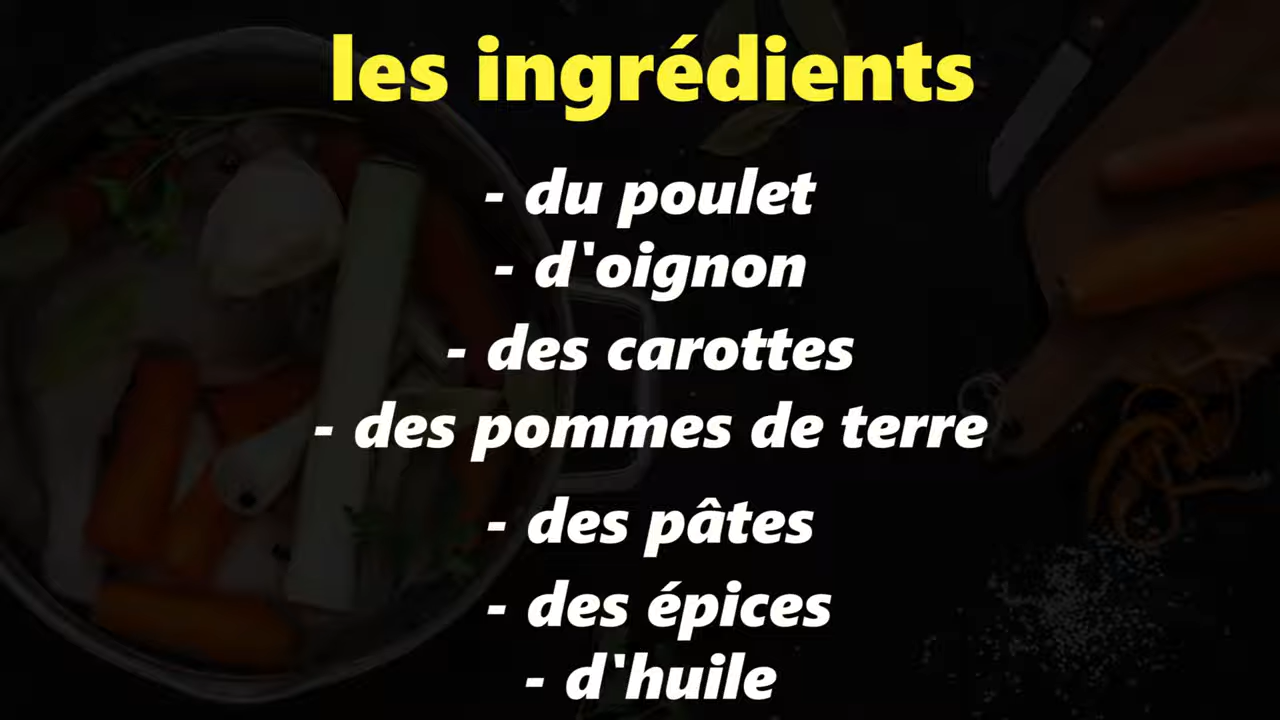 les ingrédients
- du poulet
- d'oignon
- des carottes
- des pommes de terre
- des pâtes
- des épices
- d'huile